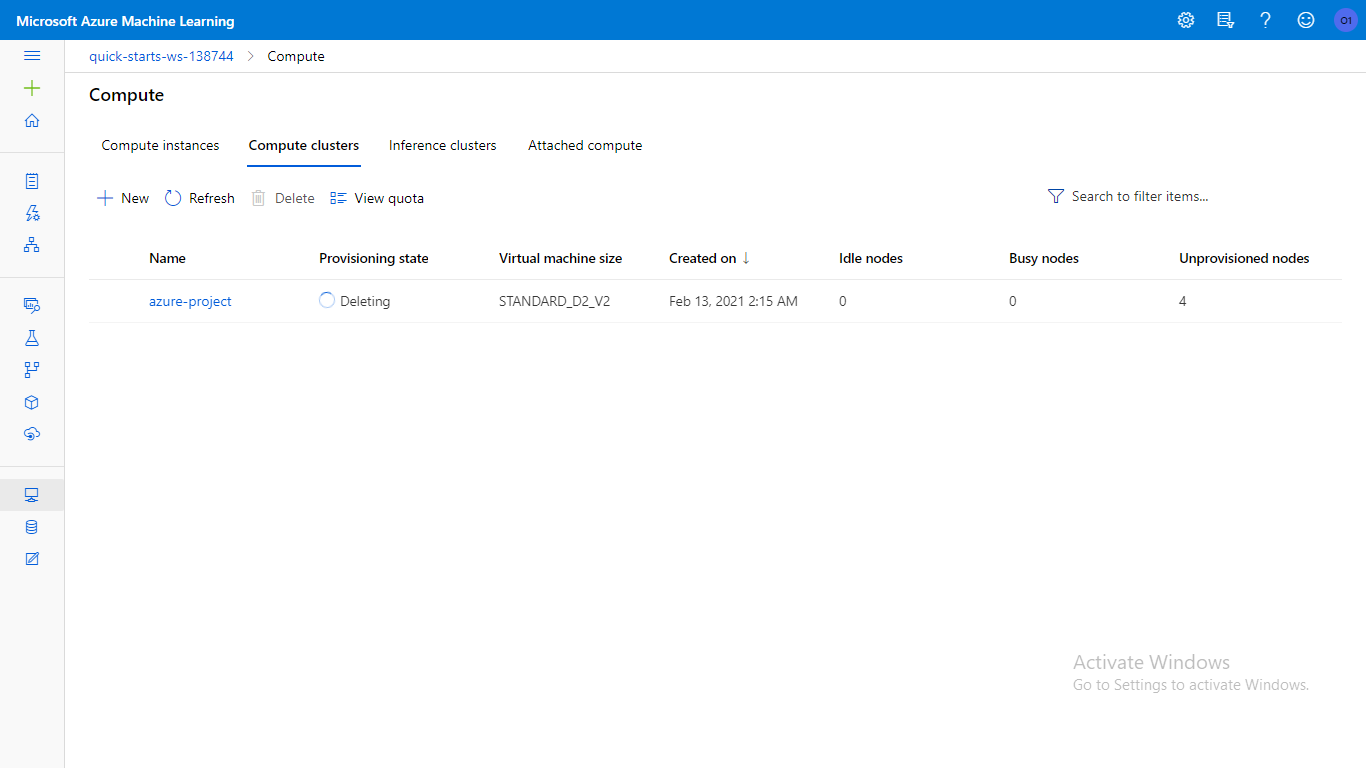 Microsoft Azure Machine Learning
O1
quick-starts-ws-138744 > Compute
Compute
Compute instances Compute clusters Inference clusters Attached compute
New Refresh Delete View quota Search to filter items...
Name Provisioning state Virtual machine size Created on ↓ Idle nodes Busy nodes Unprovisioned nodes
azure-project Deleting STANDARD_D2_V2 Feb 13, 2021 2:15 AM 0 0 4
Activate Windows
Go to Settings to activate Windows.